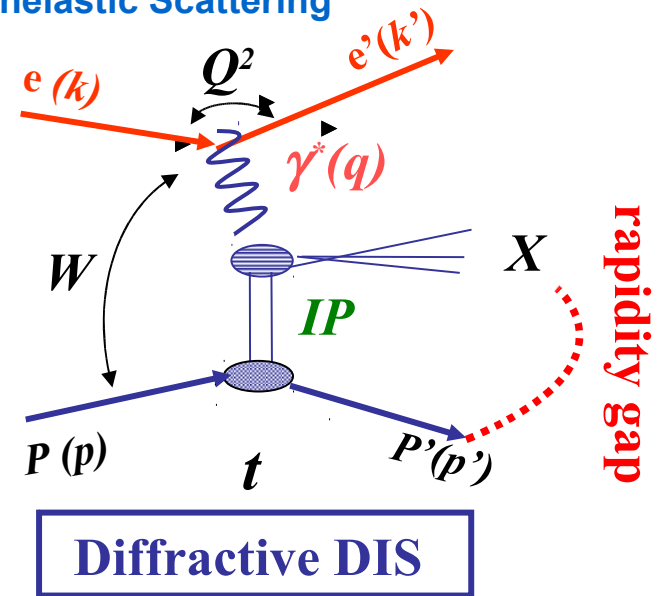 nelastic Scattering
e (k)
Q²
e'(k')
γ*(q)
W
X
IP
rapidity gap
P (p)
t
P'(p')
Diffractive DIS